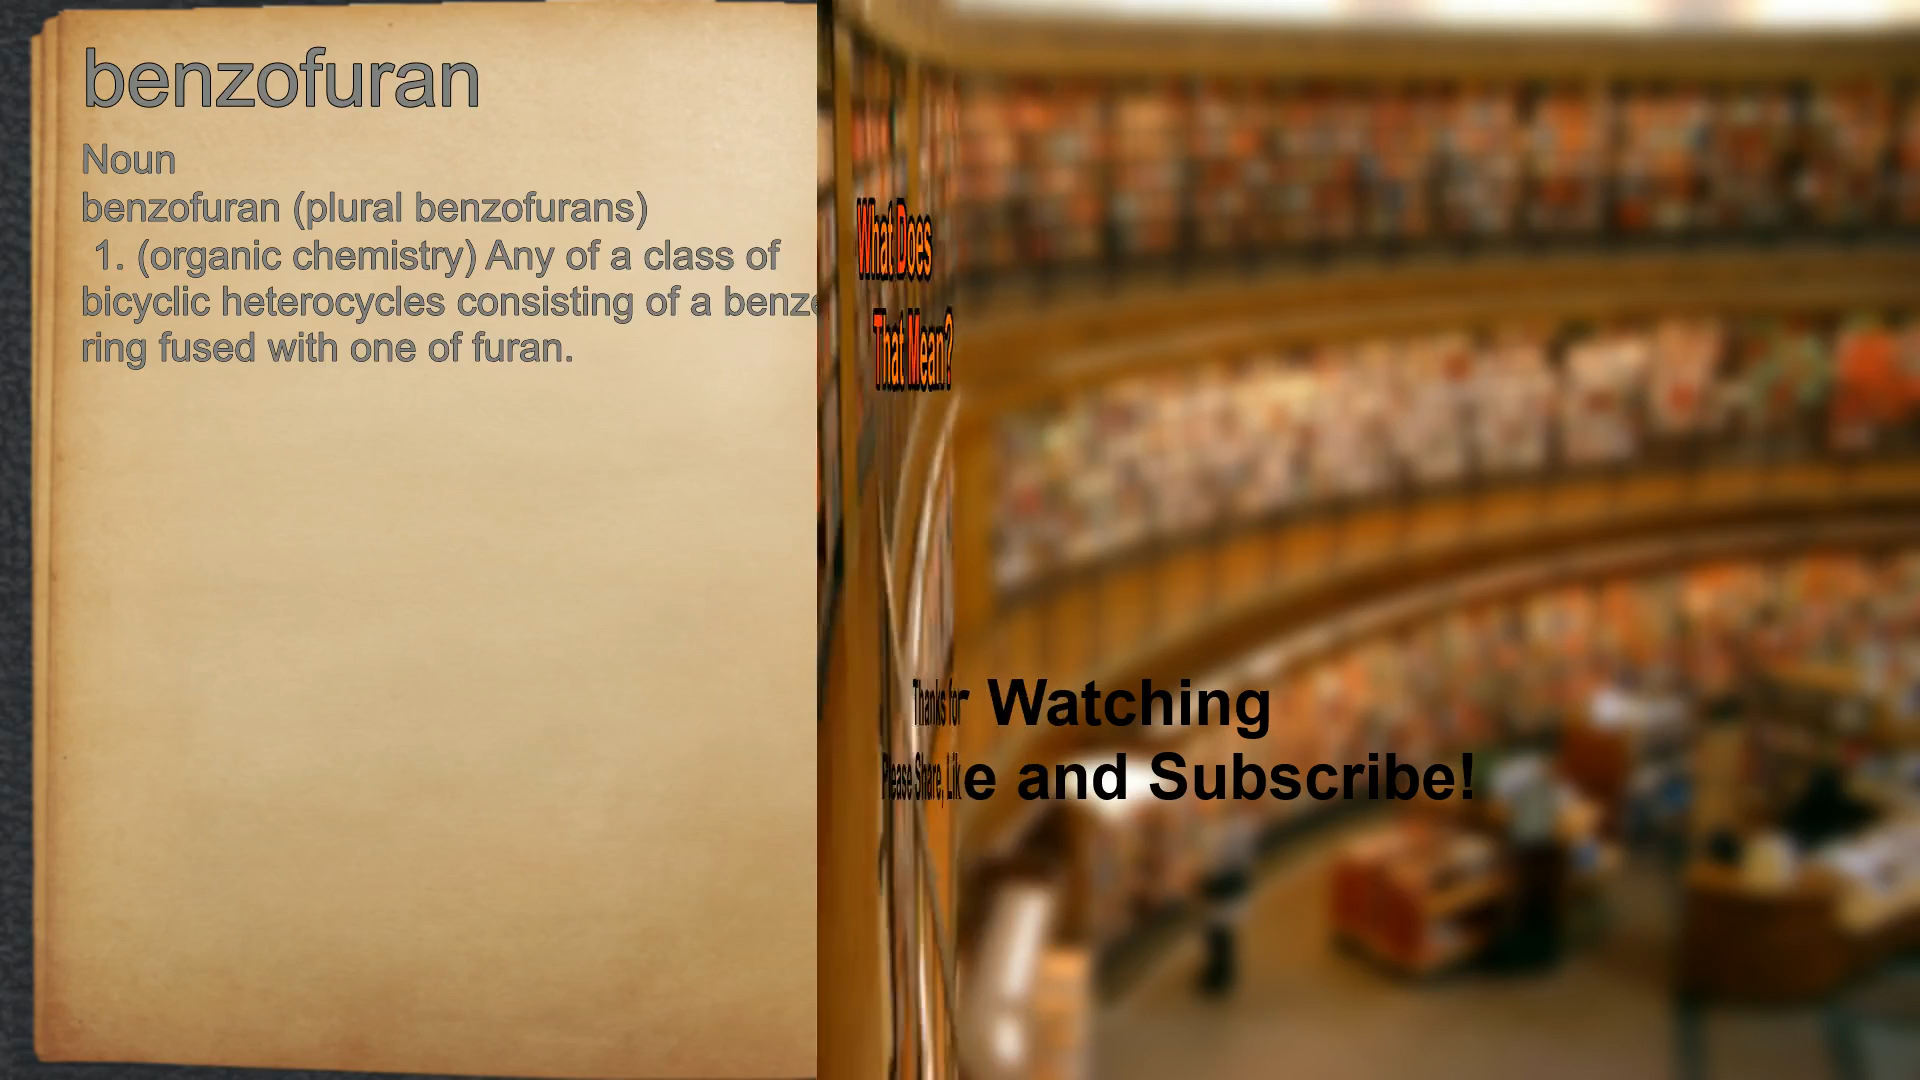 benzofuran
Noun
benzofuran (plural benzofurans)
1. (organic chemistry) Any of a class of
bicyclic heterocycles consisting of a
ring fused with one of furan.
What Does
That Mean?
Thanks for Watching
Please Share, Like and Subscribe!